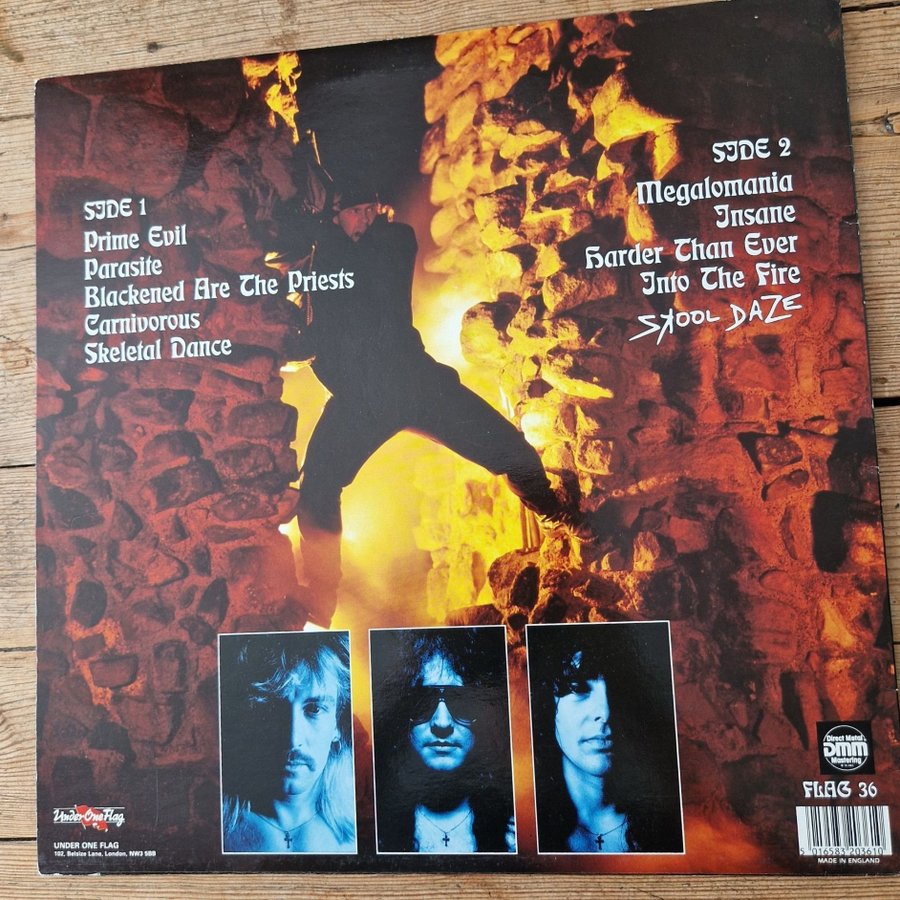 SIDE 1
Prime Evil
Parasite
Blackened Are The Priests
Carnivorous
Skeletal Dance
SIDE 2
Megalomania
Insane
Harder Than Ever
Into The Fire
SKOOL DAZE
Under One Flag
UNDER ONE FLAG
102, Belsize Lane, London, NW3 5BB
Direct Metal
DMM
Mastering
FLAG 36
5 016583 203610
MADE IN ENGLAND